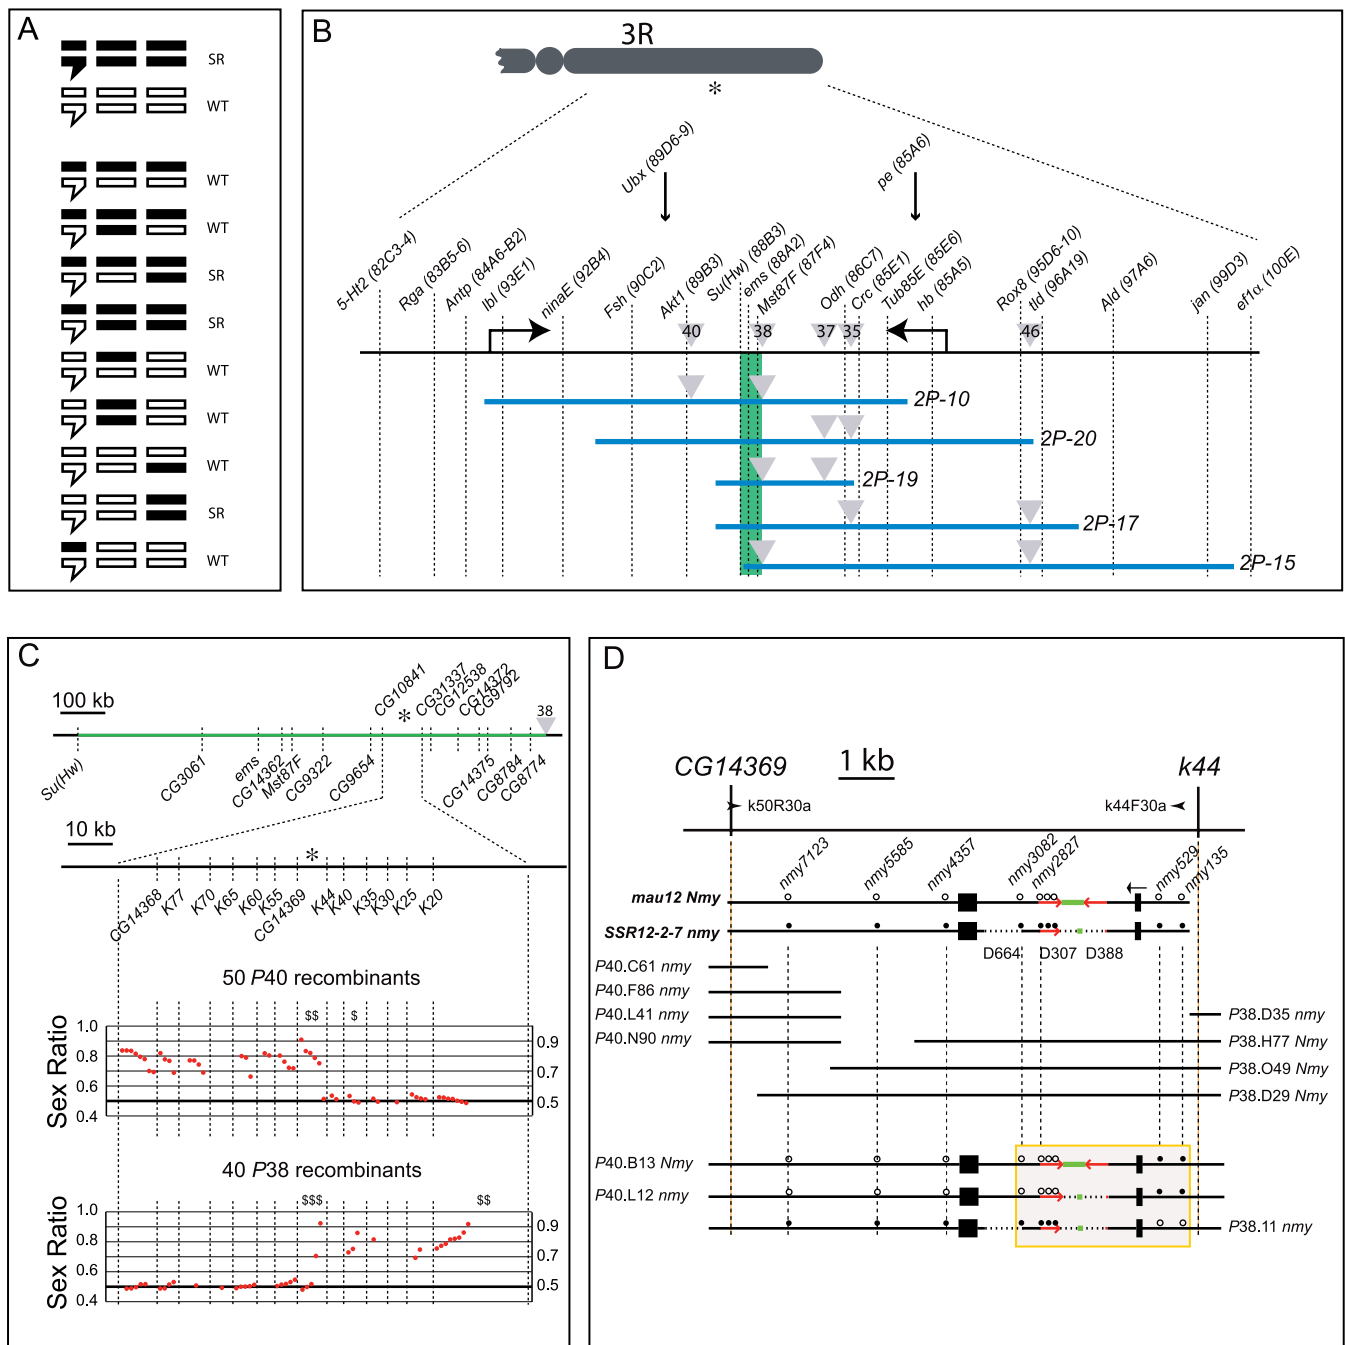 A
SR
WT
WT
WT
SR
SR
WT
WT
WT
SR
WT
B
3R
*
Ubx (89D6-9)
pe (85A6)
5-Ht2 (82C3-4)
Rga (83B5-6)
Antp (84A6-B2)
lbl (93E1)
ninaE (92B4)
Fsh (90C2)
Akt1 (89B3)
Su(Hw) (88B3)
ems (88A2)
Mst87F (87F4)
Odh (86C7)
Crc (85E1)
Tub85E (85E6)
hb (85A5)
Rox8 (95D6-10)
tld (96A19)
Ald (97A6)
jan (99D3)
ef1α (100E)
40
38
37
35
46
2P-10
2P-20
2P-19
2P-17
2P-15
C
100 kb
CG10841
*
CG31337
CG12538
CG14372
CG9792
38
Su(Hw)
CG3061
ems
CG14362
Mst87F
CG9322
CG9654
CG14375
CG8784
CG8774
10 kb
*
CG14368
K77
K70
K65
K60
K55
CG14369
K44
K40
K35
K30
K25
K20
50 P40 recombinants
$$
$
Sex Ratio
1.0
0.8
0.6
0.4
0.9
0.7
0.5
40 P38 recombinants
$$$
$$
Sex Ratio
1.0
0.8
0.6
0.4
0.9
0.7
0.5
D
CG14369
1 kb
k44
k50R30a
k44F30a
nmy7123
nmy5585
nmy4357
nmy3082
nmy2827
nmy529
nmy135
mau12 Nmy
SSR12-2-7 nmy
D664
D307
D388
P40.C61 nmy
P40.F86 nmy
P40.L41 nmy
P40.N90 nmy
P38.D35 nmy
P38.H77 Nmy
P38.O49 Nmy
P38.D29 Nmy
P40.B13 Nmy
P40.L12 nmy
P38.11 nmy